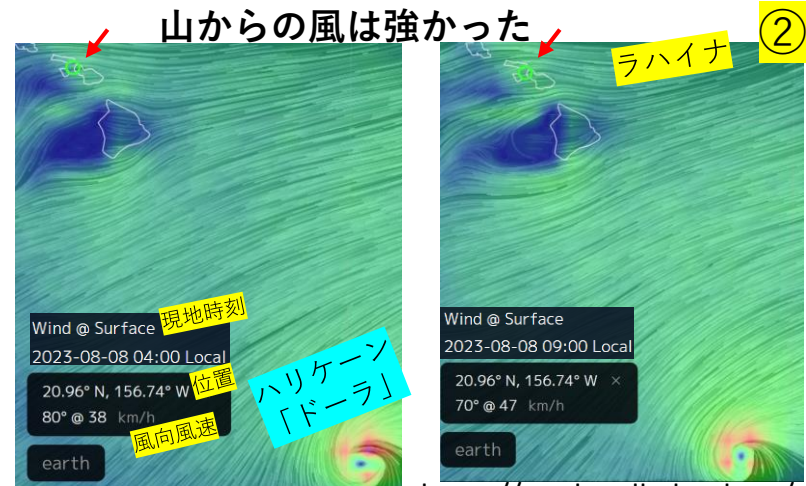 山からの風は強かった
②
ラハイナ
Wind @ Surface
現地時刻
2023-08-08 04:00 Local
20.96° N, 156.74° W
位置
80° @ 38 km/h
風向風速
earth
ハリケーン
「ドーラ」
Wind @ Surface
2023-08-08 09:00 Local
20.96° N, 156.74° W ×
70° @ 47 km/h
earth